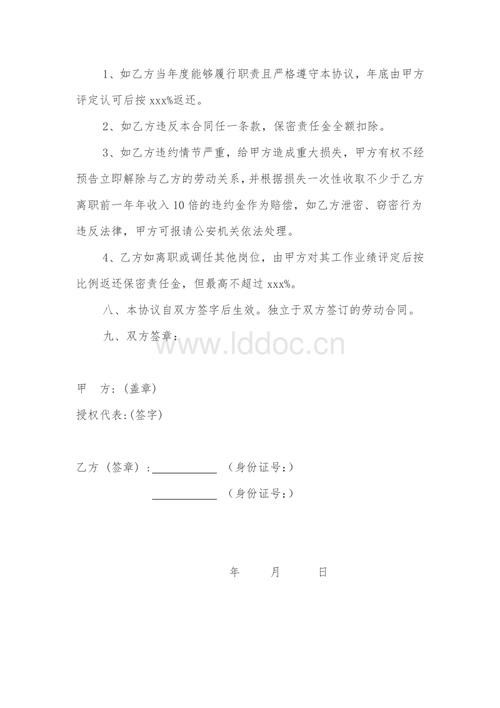 1、如乙方当年度能够履行职责且严格遵守本协议，年底由甲方
评定认可后按 xxx%返还。
2、如乙方违反本合同任一条款，保密责任金全额扣除。
3、如乙方违约情节严重，给甲方造成重大损失，甲方有权不经
预告立即解除与乙方的劳动关系，并根据损失一次性收取不少于乙方
离职前一年年收入 10 倍的违约金作为赔偿，如乙方泄密、窃密行为
违反法律，甲方可报请公安机关依法处理。
4、乙方如离职或调任其他岗位，由甲方对其工作业绩评定后按
比例返还保密责任金，但最高不超过 xxx%。
八、本协议自双方签字后生效。独立于双方签订的劳动合同。
九、双方签章：
www.lddoc.cn
甲　方：(盖章)
授权代表:(签字)
乙方（签章）:_________ （身份证号:）
_________ （身份证号:）
年　月　日